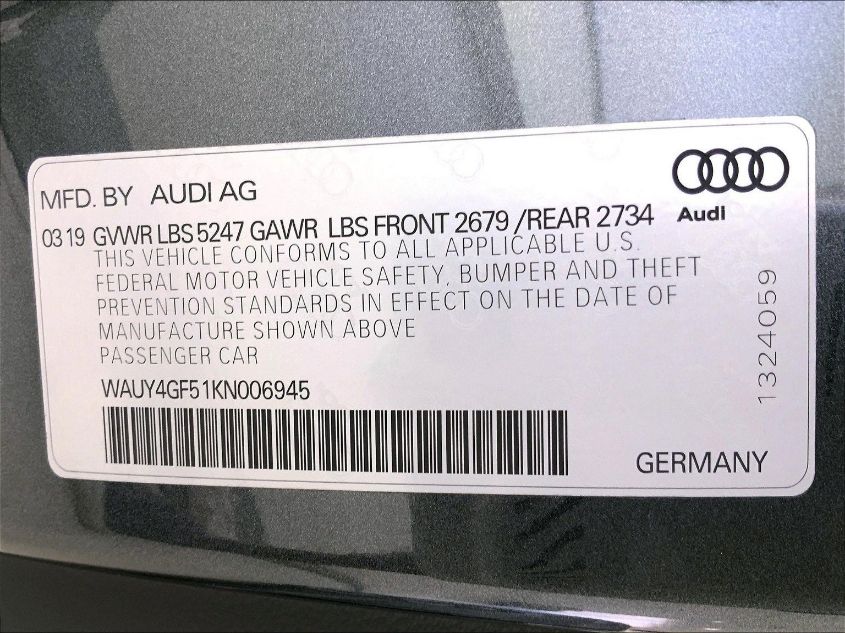 MFD. BY AUDI AG
Audi
03 19 GVWR LBS 5247 GAWR LBS FRONT 2679 /REAR 2734
THIS VEHICLE CONFORMS TO ALL APPLICABLE U.S.
FEDERAL MOTOR VEHICLE SAFETY, BUMPER AND THEFT
PREVENTION STANDARDS IN EFFECT ON THE DATE OF
MANUFACTURE SHOWN ABOVE
PASSENGER CAR
WAUY4GF51KN006945
1324059
GERMANY